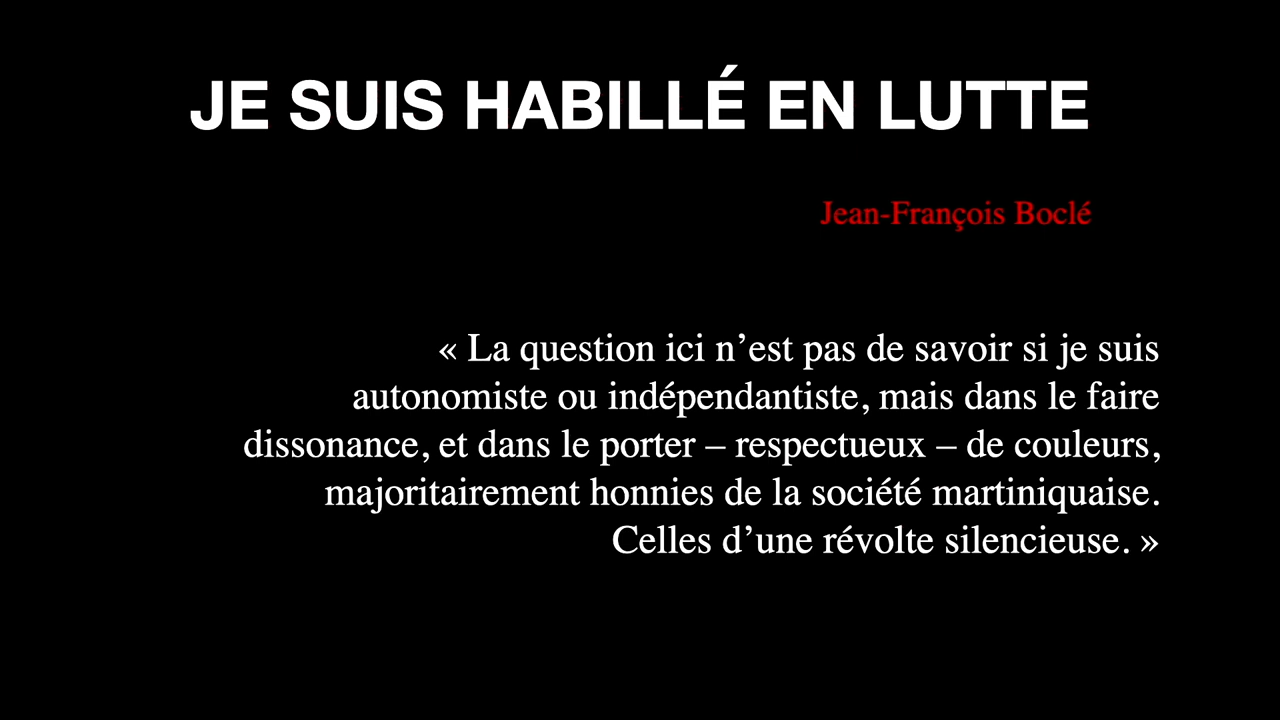 JE SUIS HABILLÉ EN LUTTE
Jean-François Boclé
« La question ici n’est pas de savoir si je suis
autonomiste ou indépendantiste, mais dans le faire
dissonance, et dans le porter – respectueux – de couleurs,
majoritairement honnies de la société martiniquaise.
Celles d’une révolte silencieuse. »